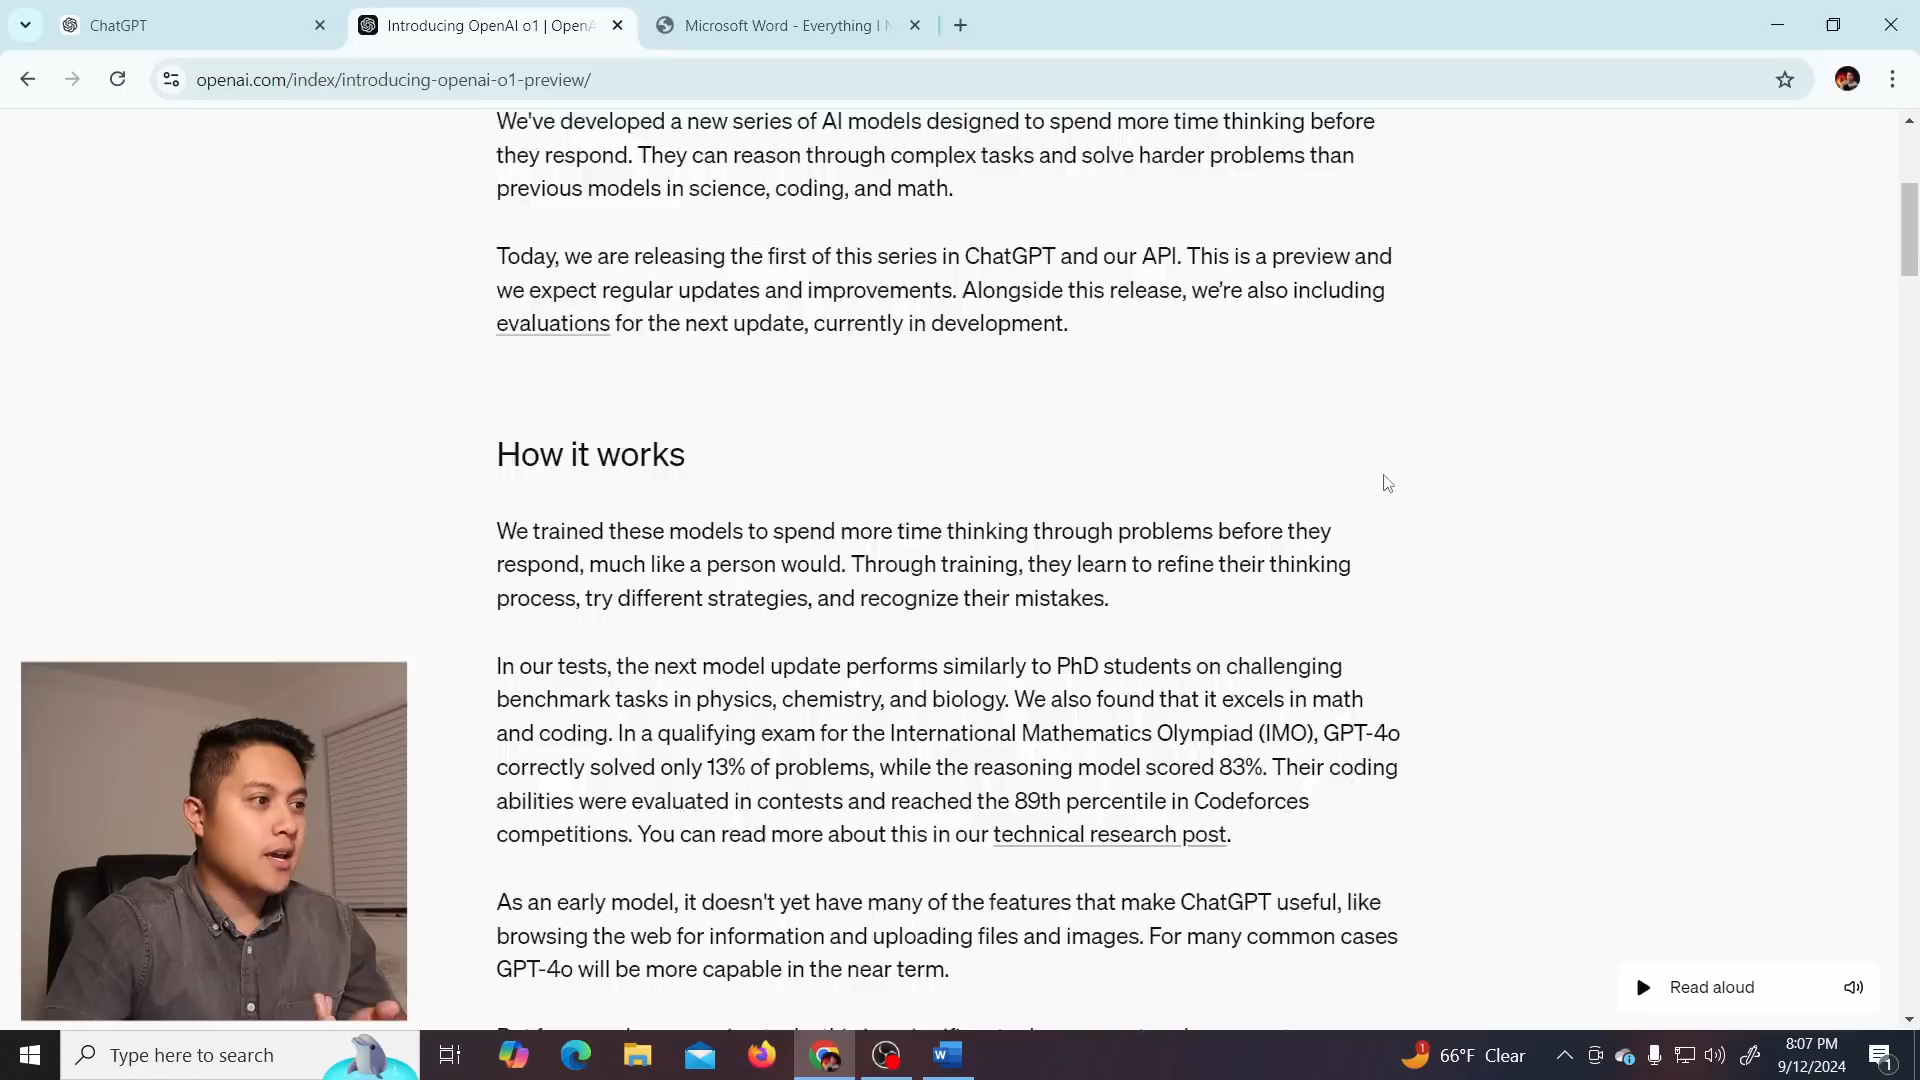 ChatGPT
Introducing OpenAI o1 | OpenA
Microsoft Word - Everything I N
openai.com/index/introducing-openai-o1-preview/
We've developed a new series of AI models designed to spend more time thinking before
they respond. They can reason through complex tasks and solve harder problems than
previous models in science, coding, and math.
Today, we are releasing the first of this series in ChatGPT and our API. This is a preview and
we expect regular updates and improvements. Alongside this release, we’re also including
evaluations for the next update, currently in development.
How it works
We trained these models to spend more time thinking through problems before they
respond, much like a person would. Through training, they learn to refine their thinking
process, try different strategies, and recognize their mistakes.
In our tests, the next model update performs similarly to PhD students on challenging
benchmark tasks in physics, chemistry, and biology. We also found that it excels in math
and coding. In a qualifying exam for the International Mathematics Olympiad (IMO), GPT-4o
correctly solved only 13% of problems, while the reasoning model scored 83%. Their coding
abilities were evaluated in contests and reached the 89th percentile in Codeforces
competitions. You can read more about this in our technical research post.
As an early model, it doesn't yet have many of the features that make ChatGPT useful, like
browsing the web for information and uploading files and images. For many common cases
GPT-4o will be more capable in the near term.
Read aloud
Type here to search
W
1
66°F Clear
8:07 PM
9/12/2024
1